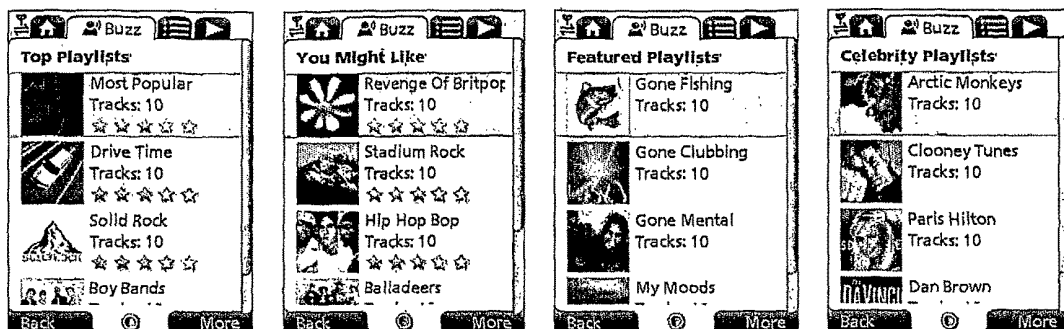 Buzz
Top Playlists
Most Popular
Tracks: 10
Drive Time
Tracks: 10
Solid Rock
Tracks: 10
Boy Bands
Back
More
Buzz
You Might Like
Revenge Of Britpop
Tracks: 10
Stadium Rock
Tracks: 10
Hip Hop Bop
Tracks: 10
Balladeers
Back
More
Buzz
Featured Playlists
Gone Fishing
Tracks: 10
Gone Clubbing
Tracks: 10
Gone Mental
Tracks: 10
My Moods
Back
More
Buzz
Celebrity Playlists
Arctic Monkeys
Tracks: 10
Clooney Tunes
Tracks: 10
Paris Hilton
Tracks: 10
Dan Brown
Back
More